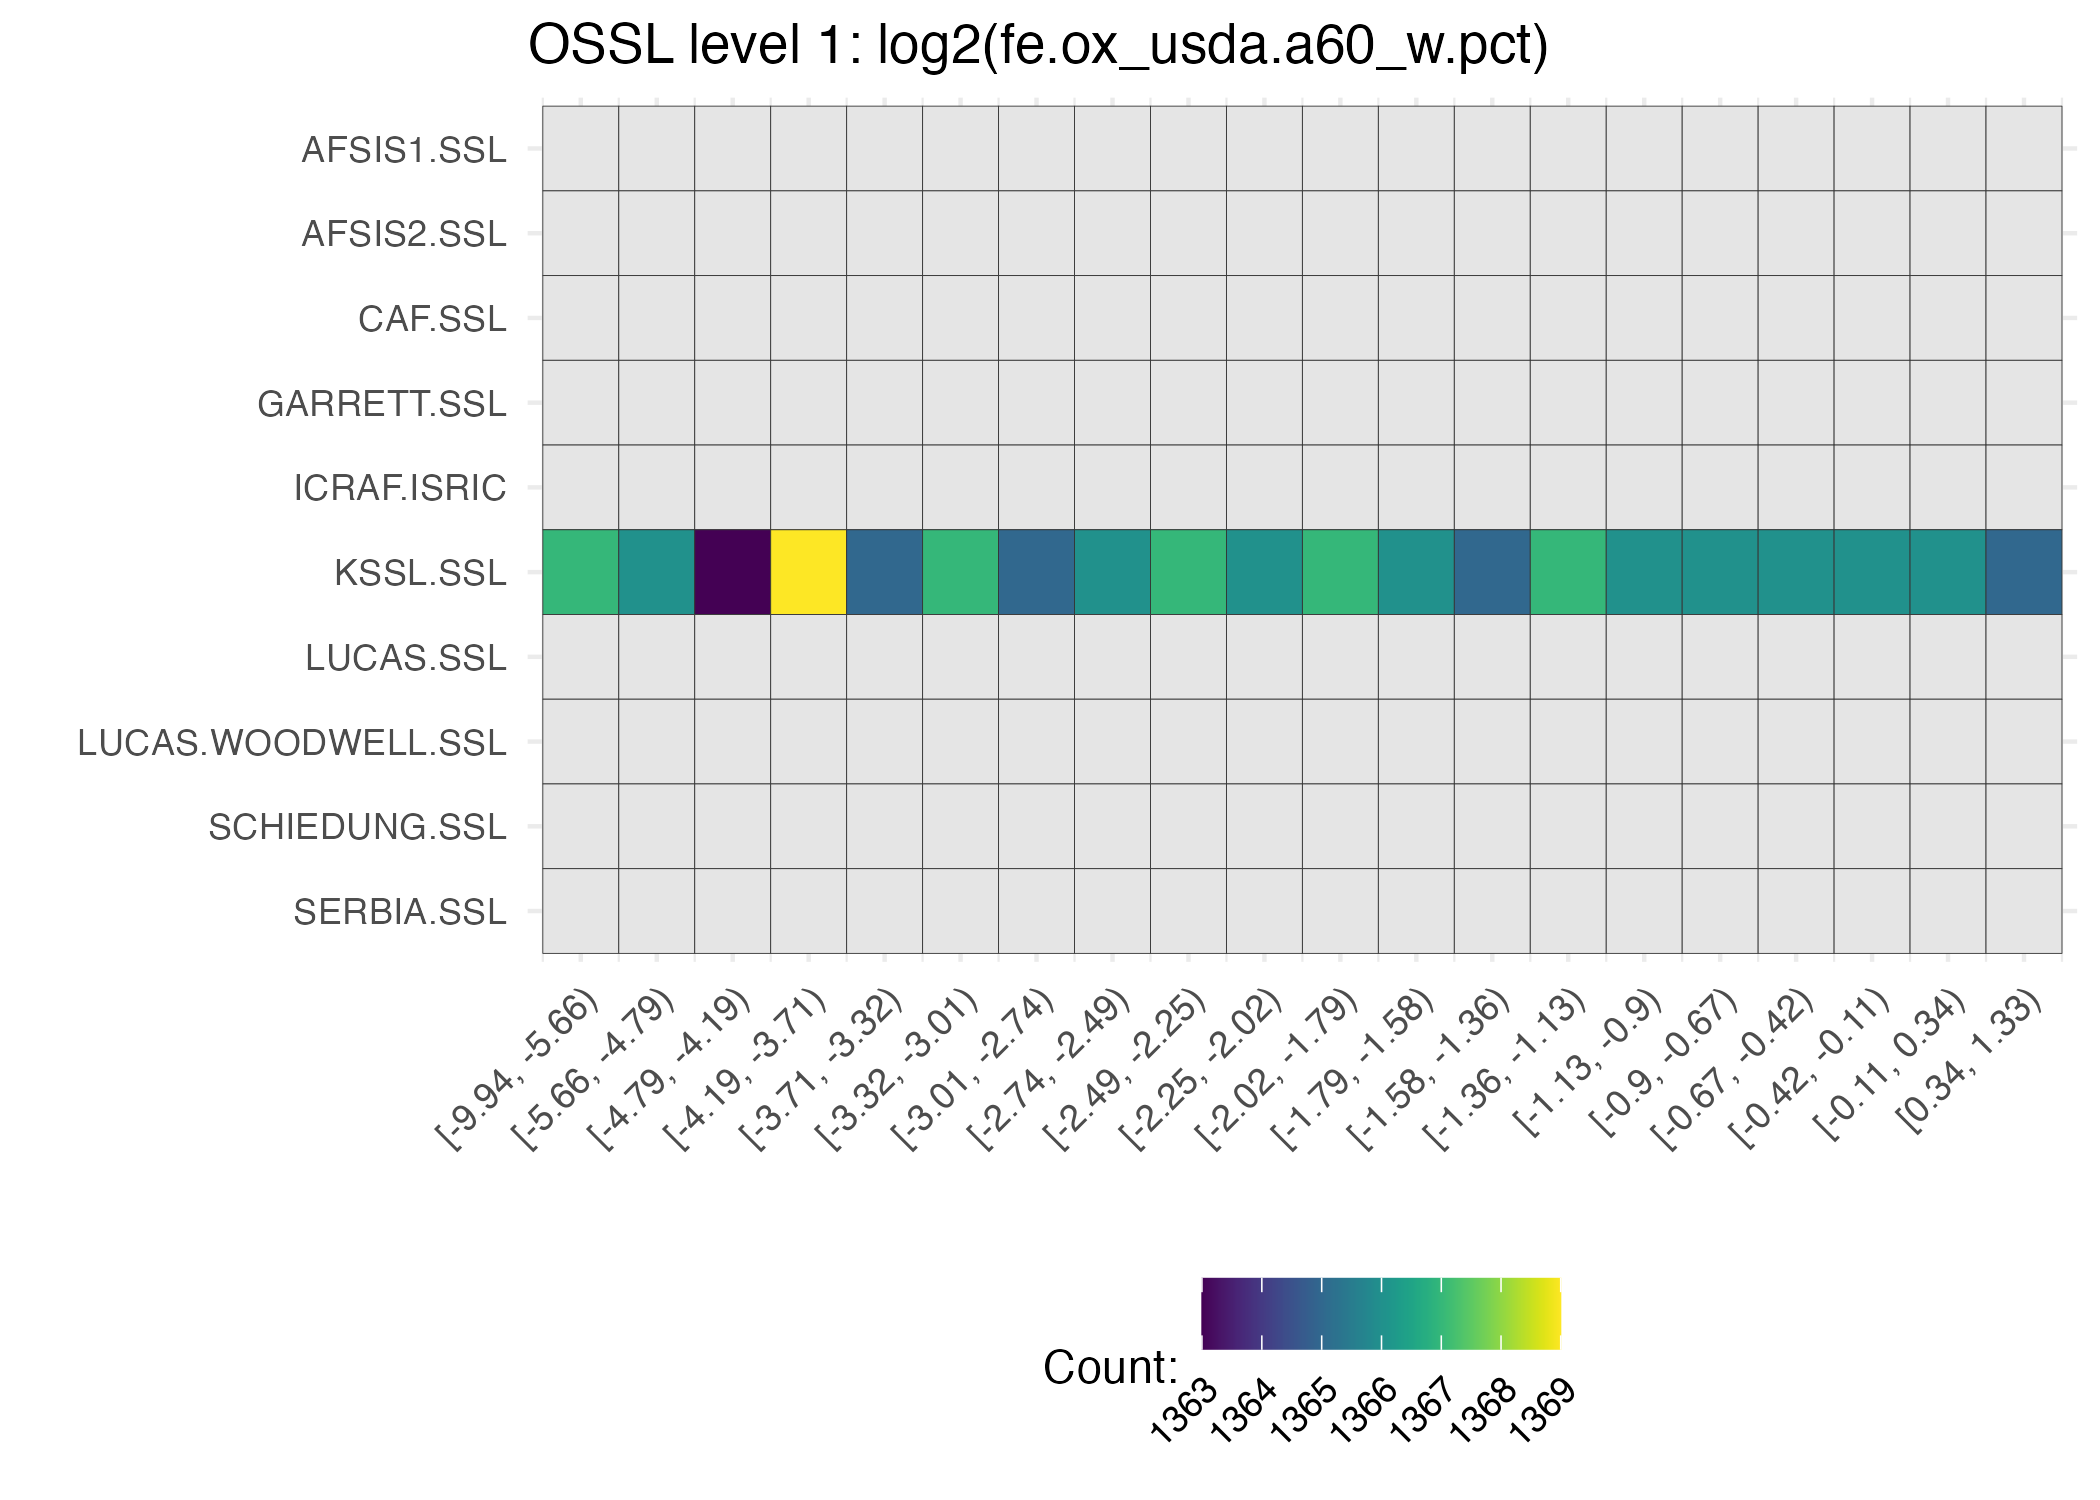 OSSL level 1: log2(fe.ox_usda.a60_w.pct)
AFSIS1.SSL
AFSIS2.SSL
CAF.SSL
GARRETT.SSL
ICRAF.ISRIC
KSSL.SSL
LUCAS.SSL
LUCAS.WOODWELL.SSL
SCHIEDUNG.SSL
SERBIA.SSL
[-9.94, -5.66)
[-5.66, -4.79)
[-4.79, -4.19)
[-4.19, -3.71)
[-3.71, -3.32)
[-3.32, -3.01)
[-3.01, -2.74)
[-2.74, -2.49)
[-2.49, -2.25)
[-2.25, -2.02)
[-2.02, -1.79)
[-1.79, -1.58)
[-1.58, -1.36)
[-1.36, -1.13)
[-1.13, -0.9)
[-0.9, -0.67)
[-0.67, -0.42)
[-0.42, -0.11)
[-0.11, 0.34)
[0.34, 1.33)
Count:
1363
1364
1365
1366
1367
1368
1369